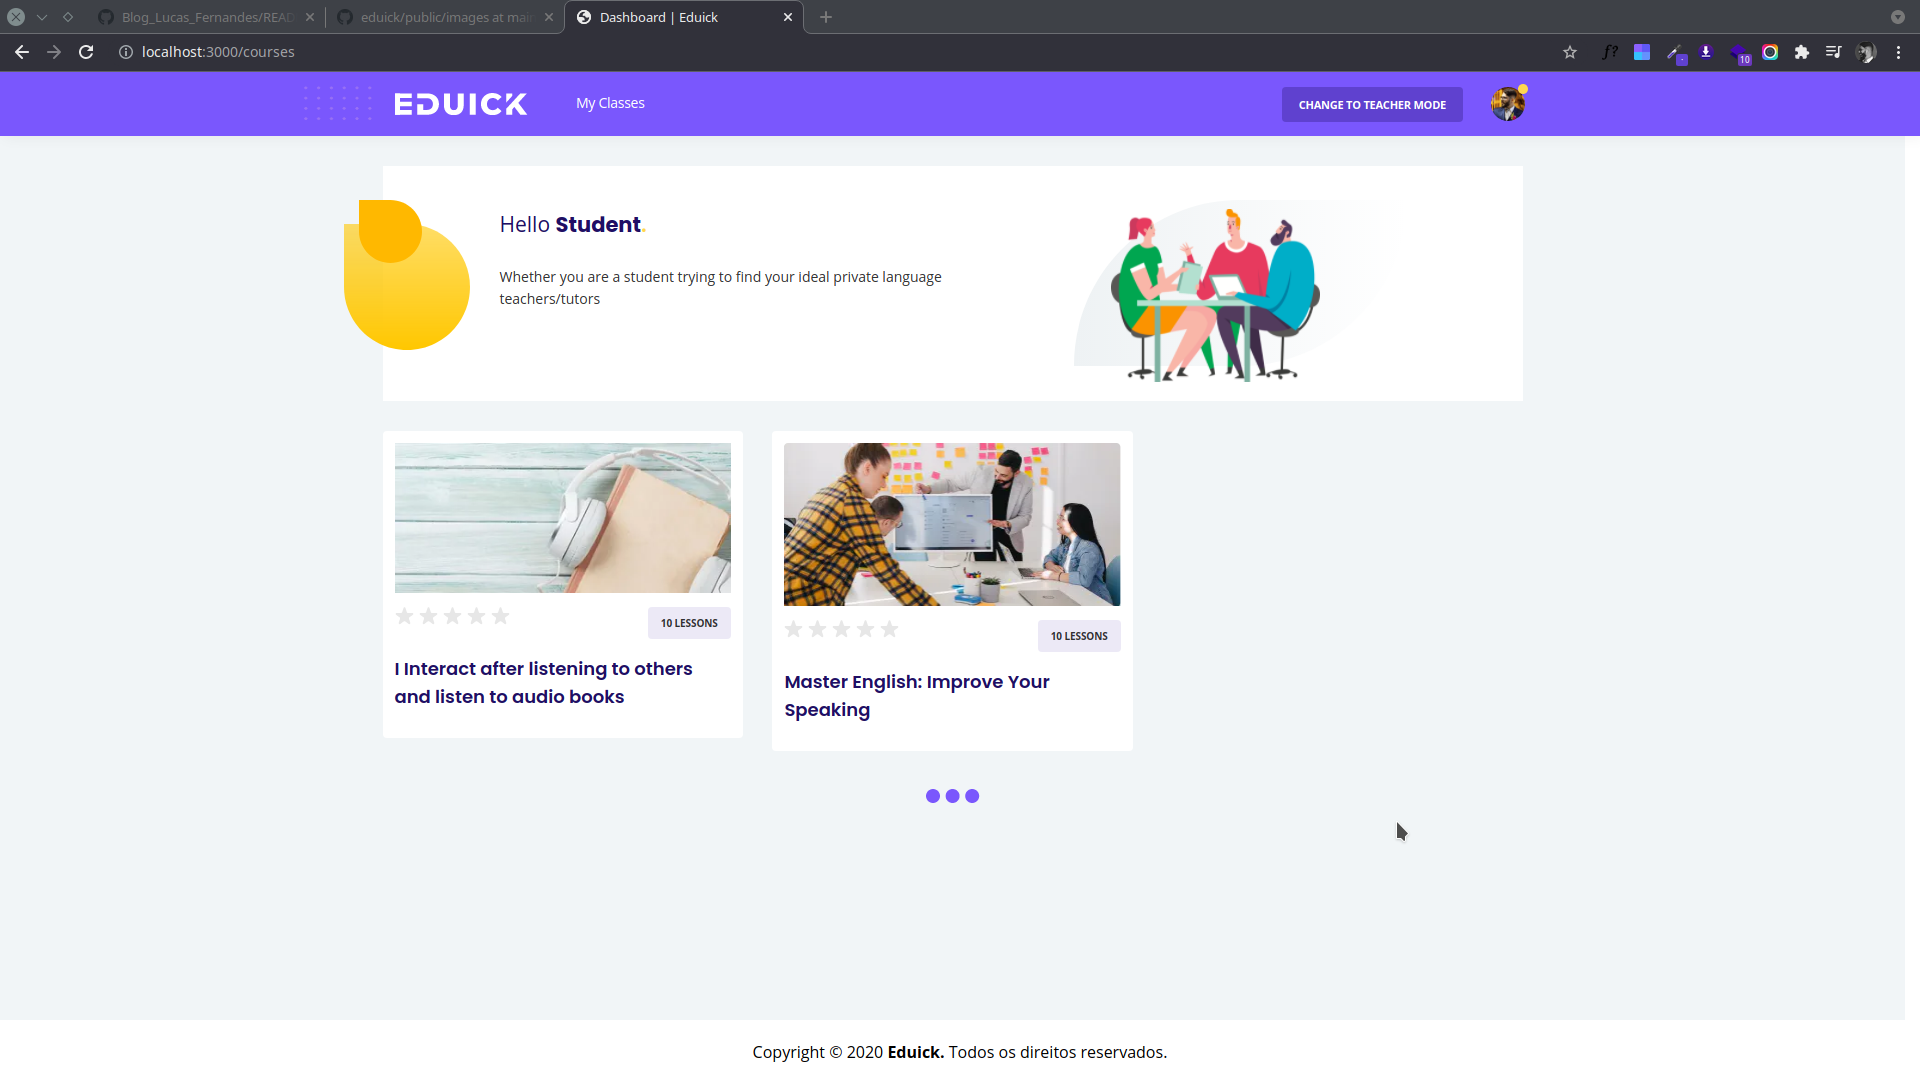 Blog_Lucas_Fernandes/READ
eduick/public/images at main
Dashboard | Eduick
localhost:3000/courses
f?
10
EDUICK
My Classes
CHANGE TO TEACHER MODE
Hello Student.
Whether you are a student trying to find your ideal private language
teachers/tutors
10 LESSONS
I Interact after listening to others
and listen to audio books
10 LESSONS
Master English: Improve Your
Speaking
Copyright © 2020 Eduick. Todos os direitos reservados.